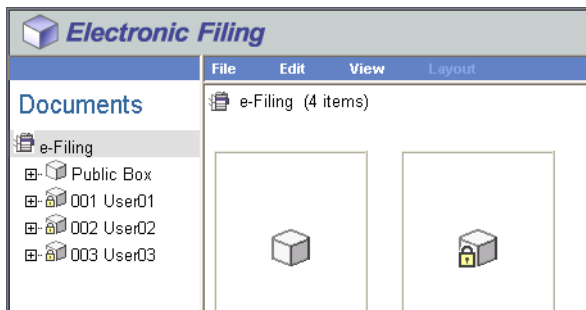 Electronic Filing
File Edit View Layout
Documents
e-Filing (4 items)
e-Filing
Public Box
001 User01
002 User02
003 User03